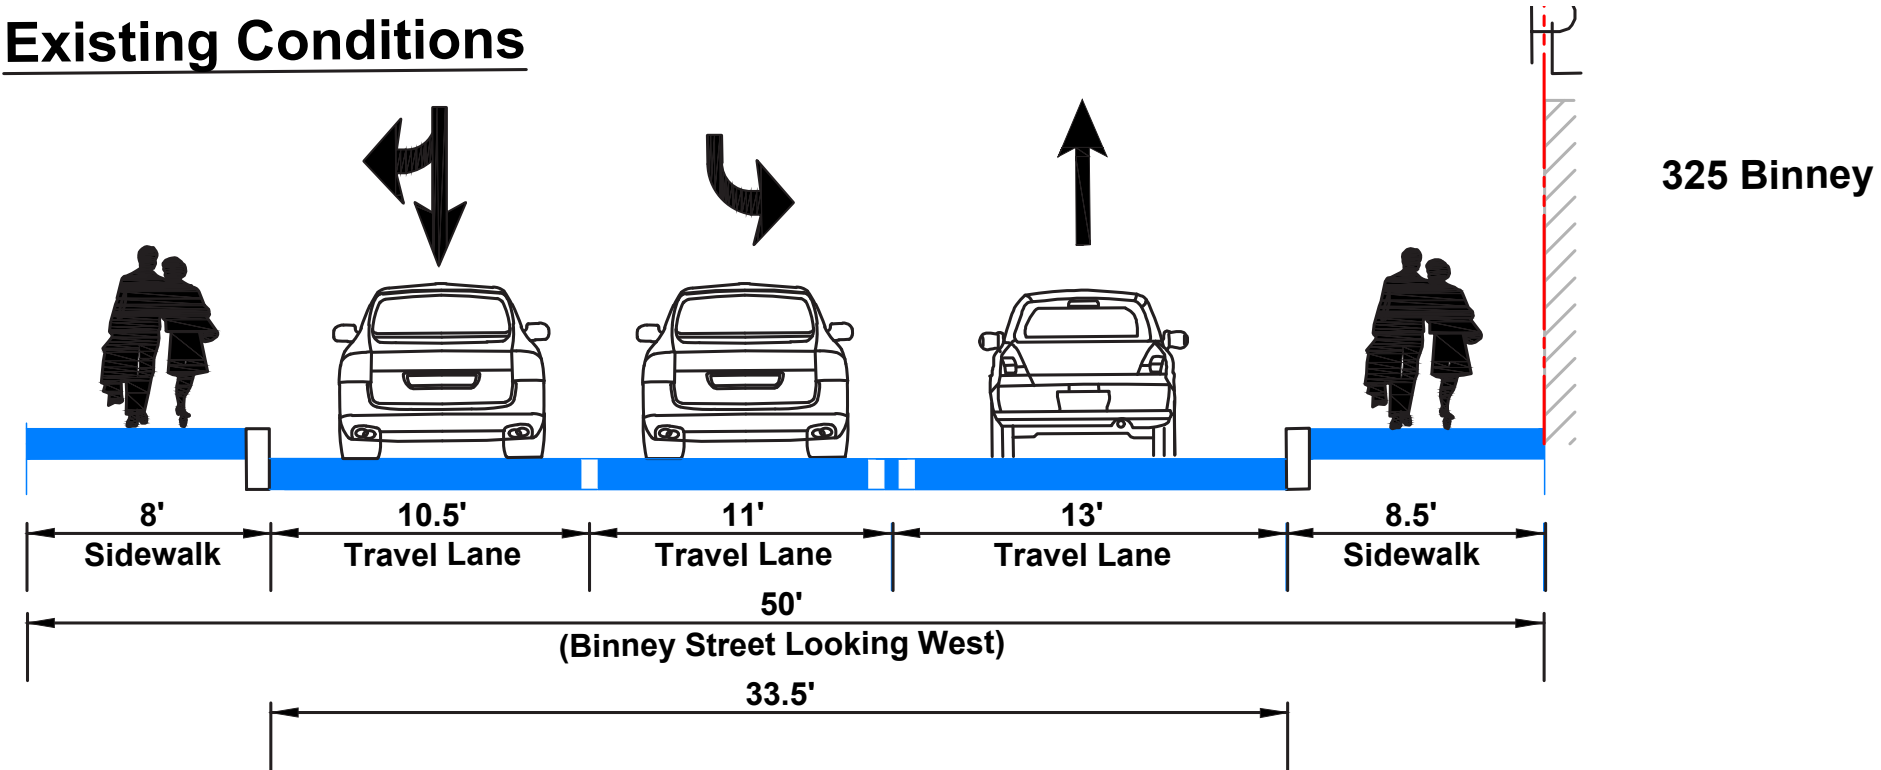 Existing Conditions
PL
325 Binney
8' 10.5' 11' 13' 8.5'
Sidewalk Travel Lane Travel Lane Travel Lane Sidewalk
50'
(Binney Street Looking West)
33.5'